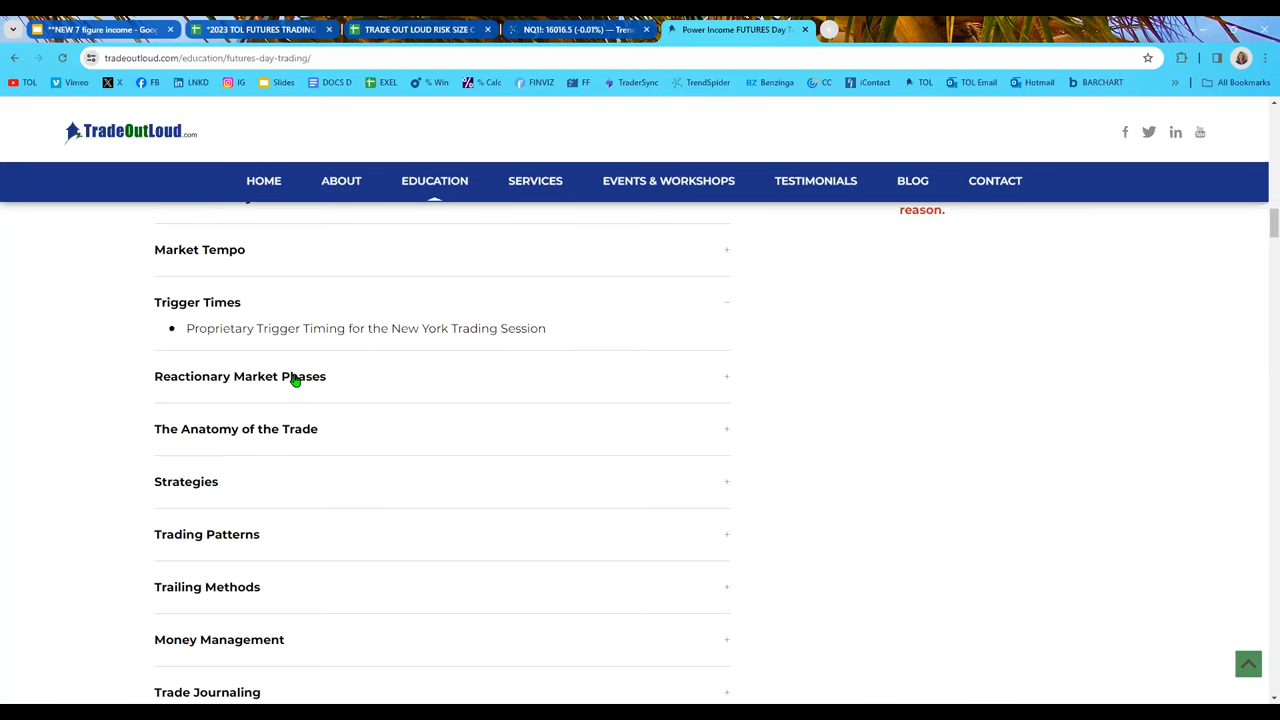 **NEW 7 figure income - Goo
*2023 TOL FUTURES TRADING
TRADE OUT LOUD RISK SIZE C
NQ1!: 16016.5 (-0.01%) — Tren
Power Income FUTURES Day T
tradeoutloud.com/education/futures-day-trading/
TOL Vimeo X FB LNKD IG Slides DOCS D EXEL % Win % Calc FINVIZ FF TraderSync TrendSpider BZ Benzinga CC iContact TOL TOL Email Hotmail BARCHART » All Bookmarks
TradeOutLoud.com
HOME ABOUT EDUCATION SERVICES EVENTS & WORKSHOPS TESTIMONIALS BLOG CONTACT
reason.
Market Tempo
Trigger Times
• Proprietary Trigger Timing for the New York Trading Session
Reactionary Market Phases
The Anatomy of the Trade
Strategies
Trading Patterns
Trailing Methods
Money Management
Trade Journaling